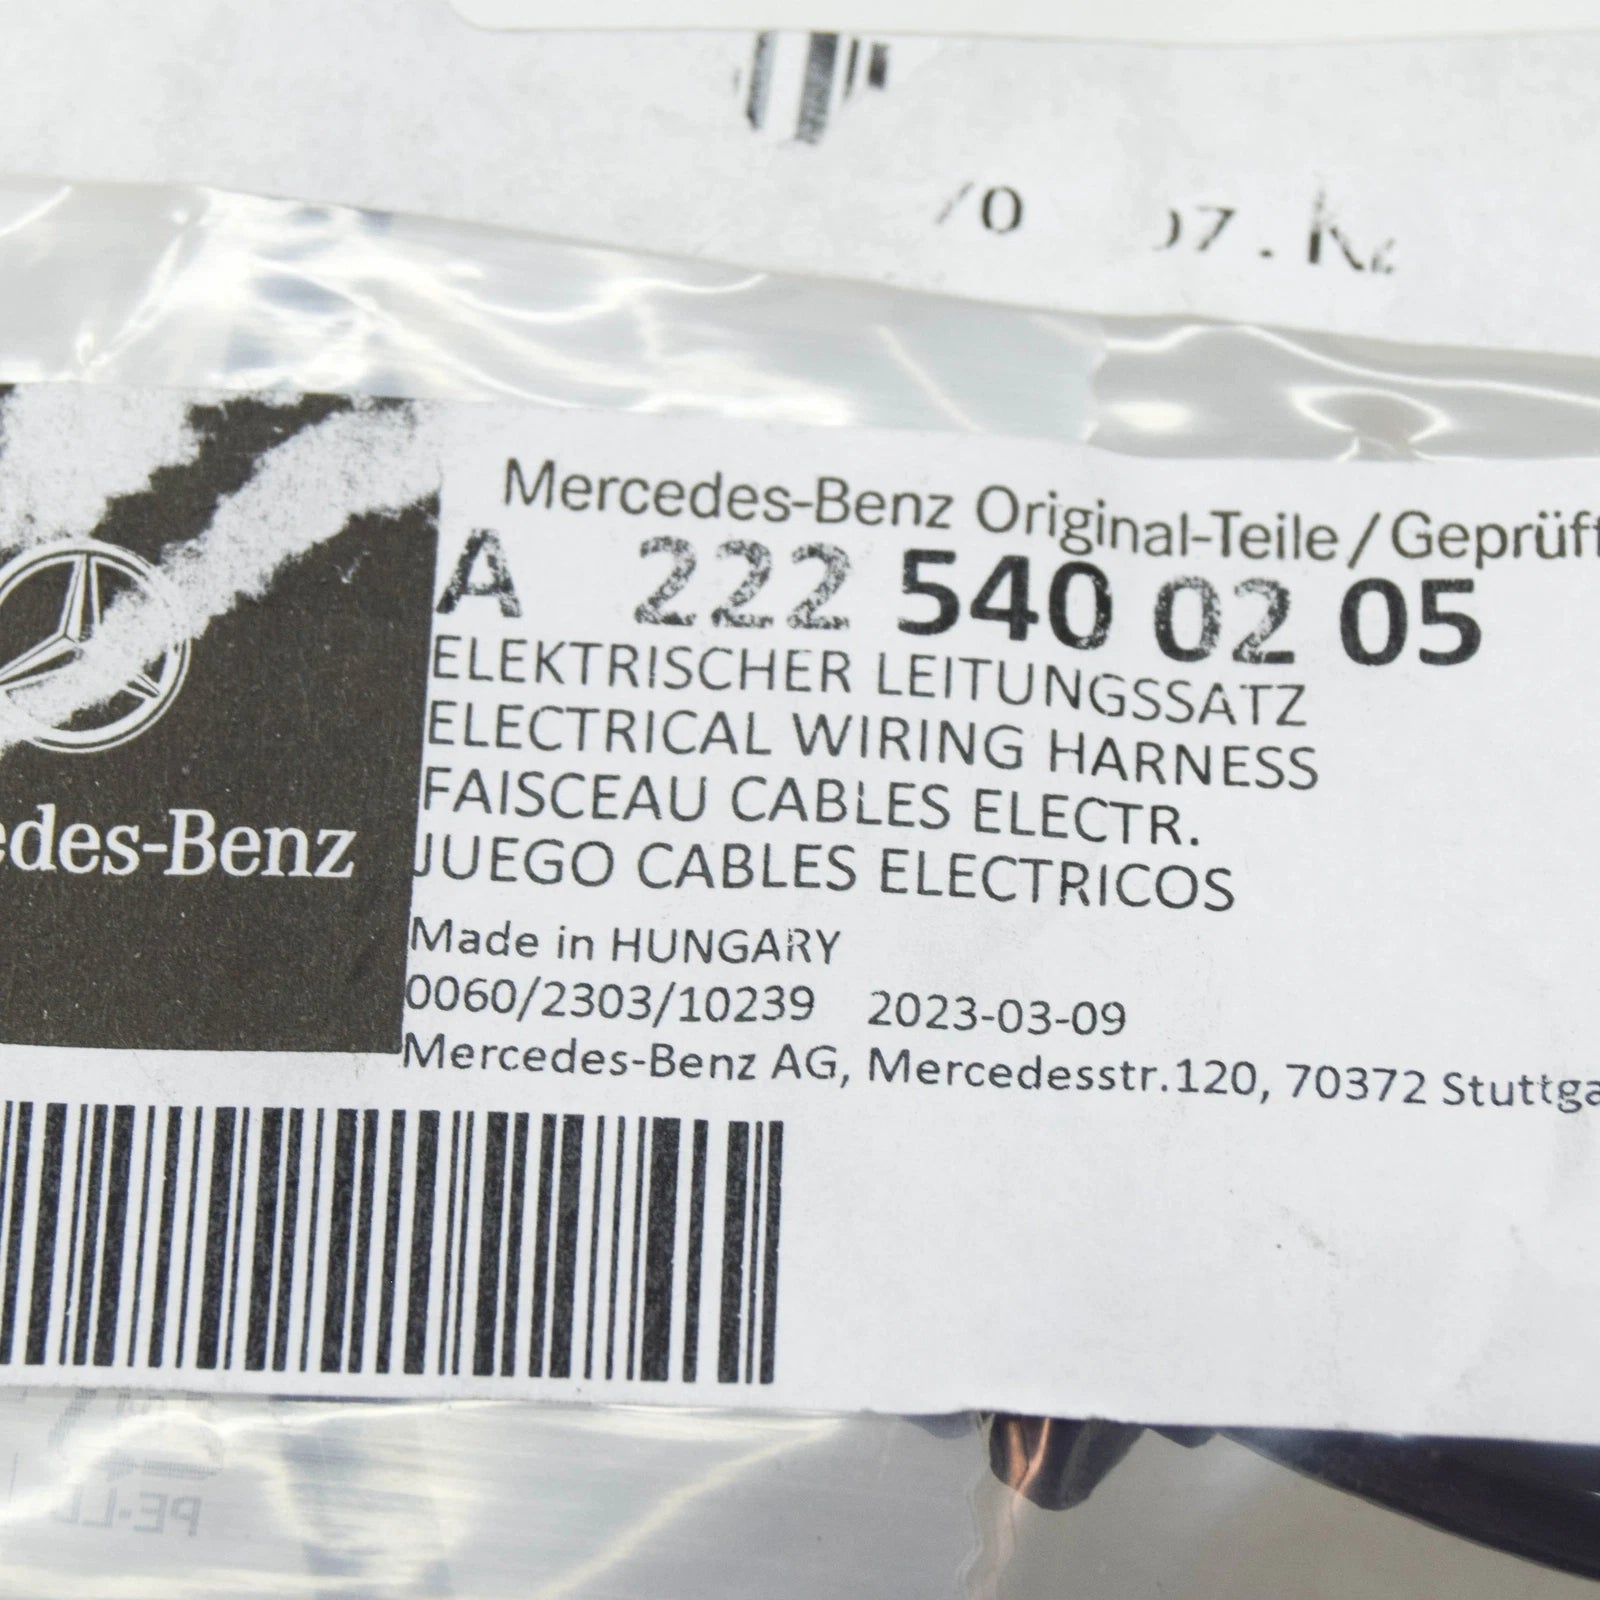 Mercedes-Benz Original-Teile/Geprüft
A 222 540 02 05
ELEKTRISCHER LEITUNGSSATZ
ELECTRICAL WIRING HARNESS
FAISCEAU CABLES ELECTR.
JUEGO CABLES ELECTRICOS
Made in HUNGARY
0060/2303/10239 2023-03-09
Mercedes-Benz AG, Mercedesstr.120, 70372 Stuttga
edes-Benz
PE-LD